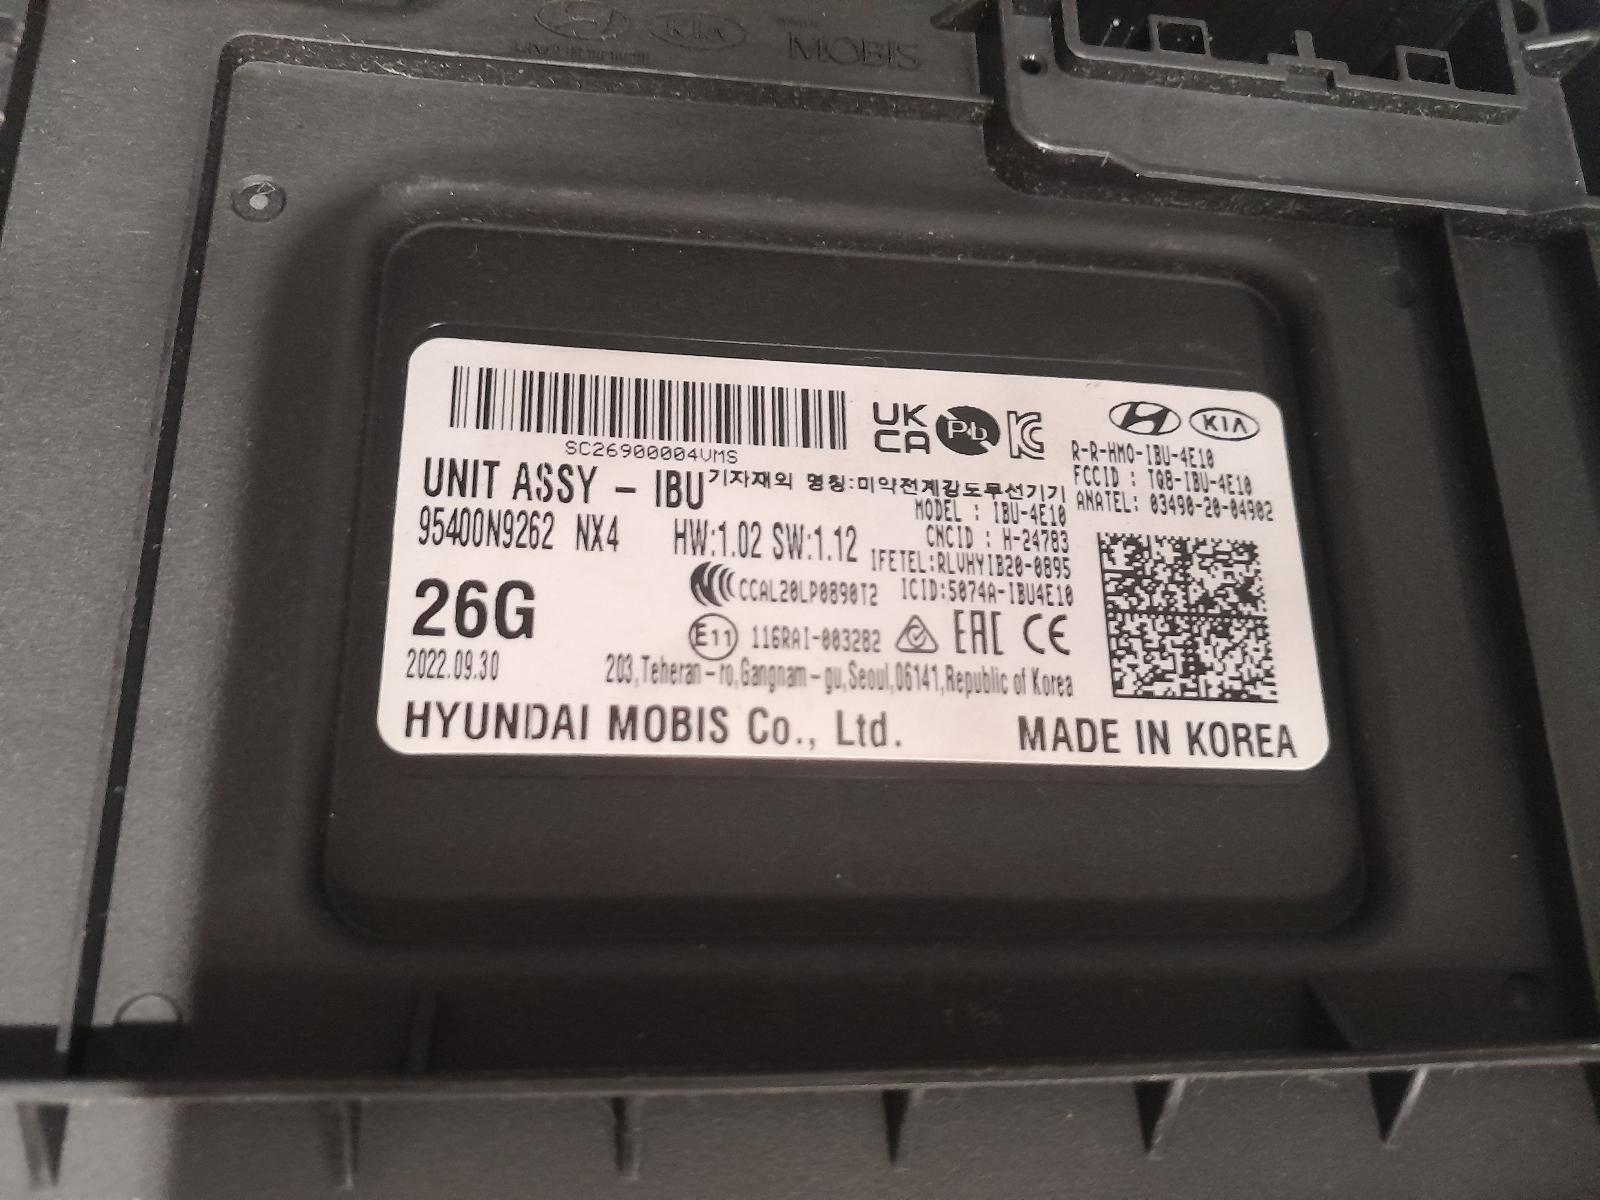 KIA
MOBIS
SC26900004VMS
UK
CA
Pb
KIA
R-R-HMO-IBU-4E10
UNIT ASSY - IBU 기자재의 명칭:미약전계강도무선기기
FCCID : TQ8-IBU-4E10
MODEL : IBU-4E10
ANATEL: 03490-20-04902
95400N9262 NX4
HW:1.02 SW:1.12
CNCID : H-24783
IFETEL:RLVHYIB20-0895
26G
CCAL20LP0890T2
ICID:5074A-IBU4E10
E11 116RAI-003282 EAC CE
2022.09.30
203,Teheran-ro,Gangnam-gu,Seoul,06141,Republic of Korea
HYUNDAI MOBIS Co., Ltd.
MADE IN KOREA